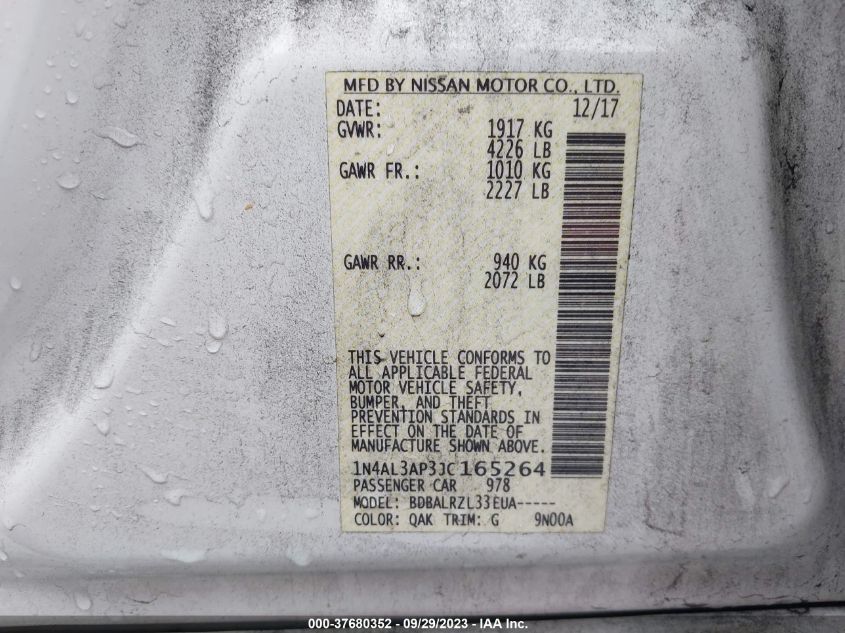 MFD BY NISSAN MOTOR CO., LTD.
DATE: 12/17
GVWR: 1917 KG
4226 LB
GAWR FR.: 1010 KG
2227 LB
GAWR RR.: 940 KG
2072 LB
THIS VEHICLE CONFORMS TO
ALL APPLICABLE FEDERAL
MOTOR VEHICLE SAFETY,
BUMPER, AND THEFT
PREVENTION STANDARDS IN
EFFECT ON THE DATE OF
MANUFACTURE SHOWN ABOVE.
1N4AL3AP3JC165264
PASSENGER CAR 978
MODEL: BDBALRZL33EUA-----
COLOR: QAK TRIM: G 9N00A
000-37680352 - 09/29/2023 - IAA Inc.